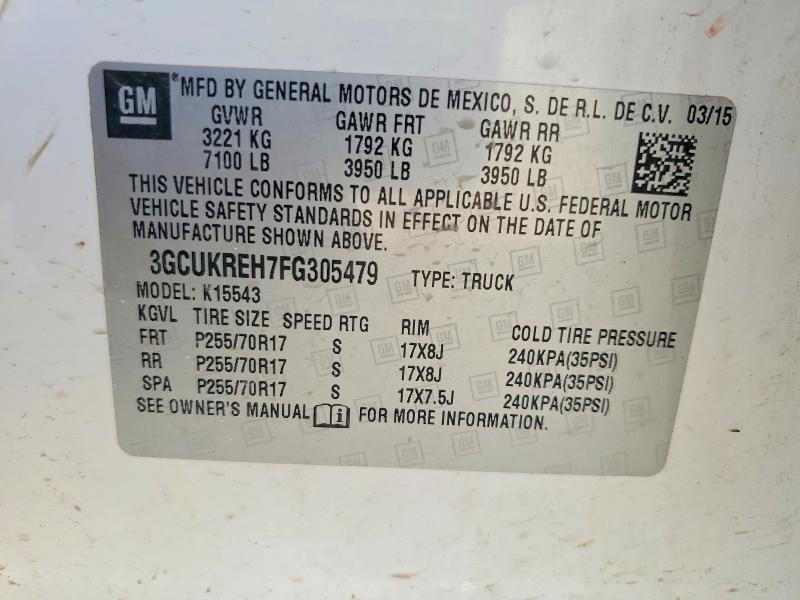 GM ® MFD BY GENERAL MOTORS DE MEXICO, S. DE R.L. DE C.V. 03/15
GVWR GAWR FRT GAWR RR
3221 KG 1792 KG 1792 KG
7100 LB 3950 LB 3950 LB
THIS VEHICLE CONFORMS TO ALL APPLICABLE U.S. FEDERAL MOTOR
VEHICLE SAFETY STANDARDS IN EFFECT ON THE DATE OF
MANUFACTURE SHOWN ABOVE.
3GCUKREH7FG305479 TYPE: TRUCK
MODEL: K15543
KGVL TIRE SIZE SPEED RTG RIM COLD TIRE PRESSURE
FRT P255/70R17 S 17X8J 240KPA(35PSI)
RR P255/70R17 S 17X8J 240KPA(35PSI)
SPA P255/70R17 S 17X7.5J 240KPA(35PSI)
SEE OWNER'S MANUAL FOR MORE INFORMATION.